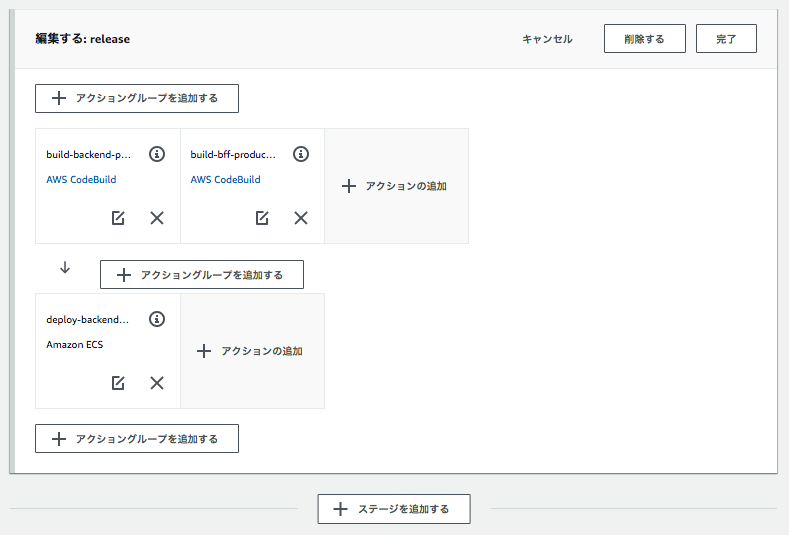 編集する: release
キャンセル
削除する
完了
アクショングループを追加する
build-backend-p...
AWS CodeBuild
build-bff-produc...
AWS CodeBuild
アクションの追加
アクショングループを追加する
deploy-backend...
Amazon ECS
アクションの追加
アクショングループを追加する
ステージを追加する